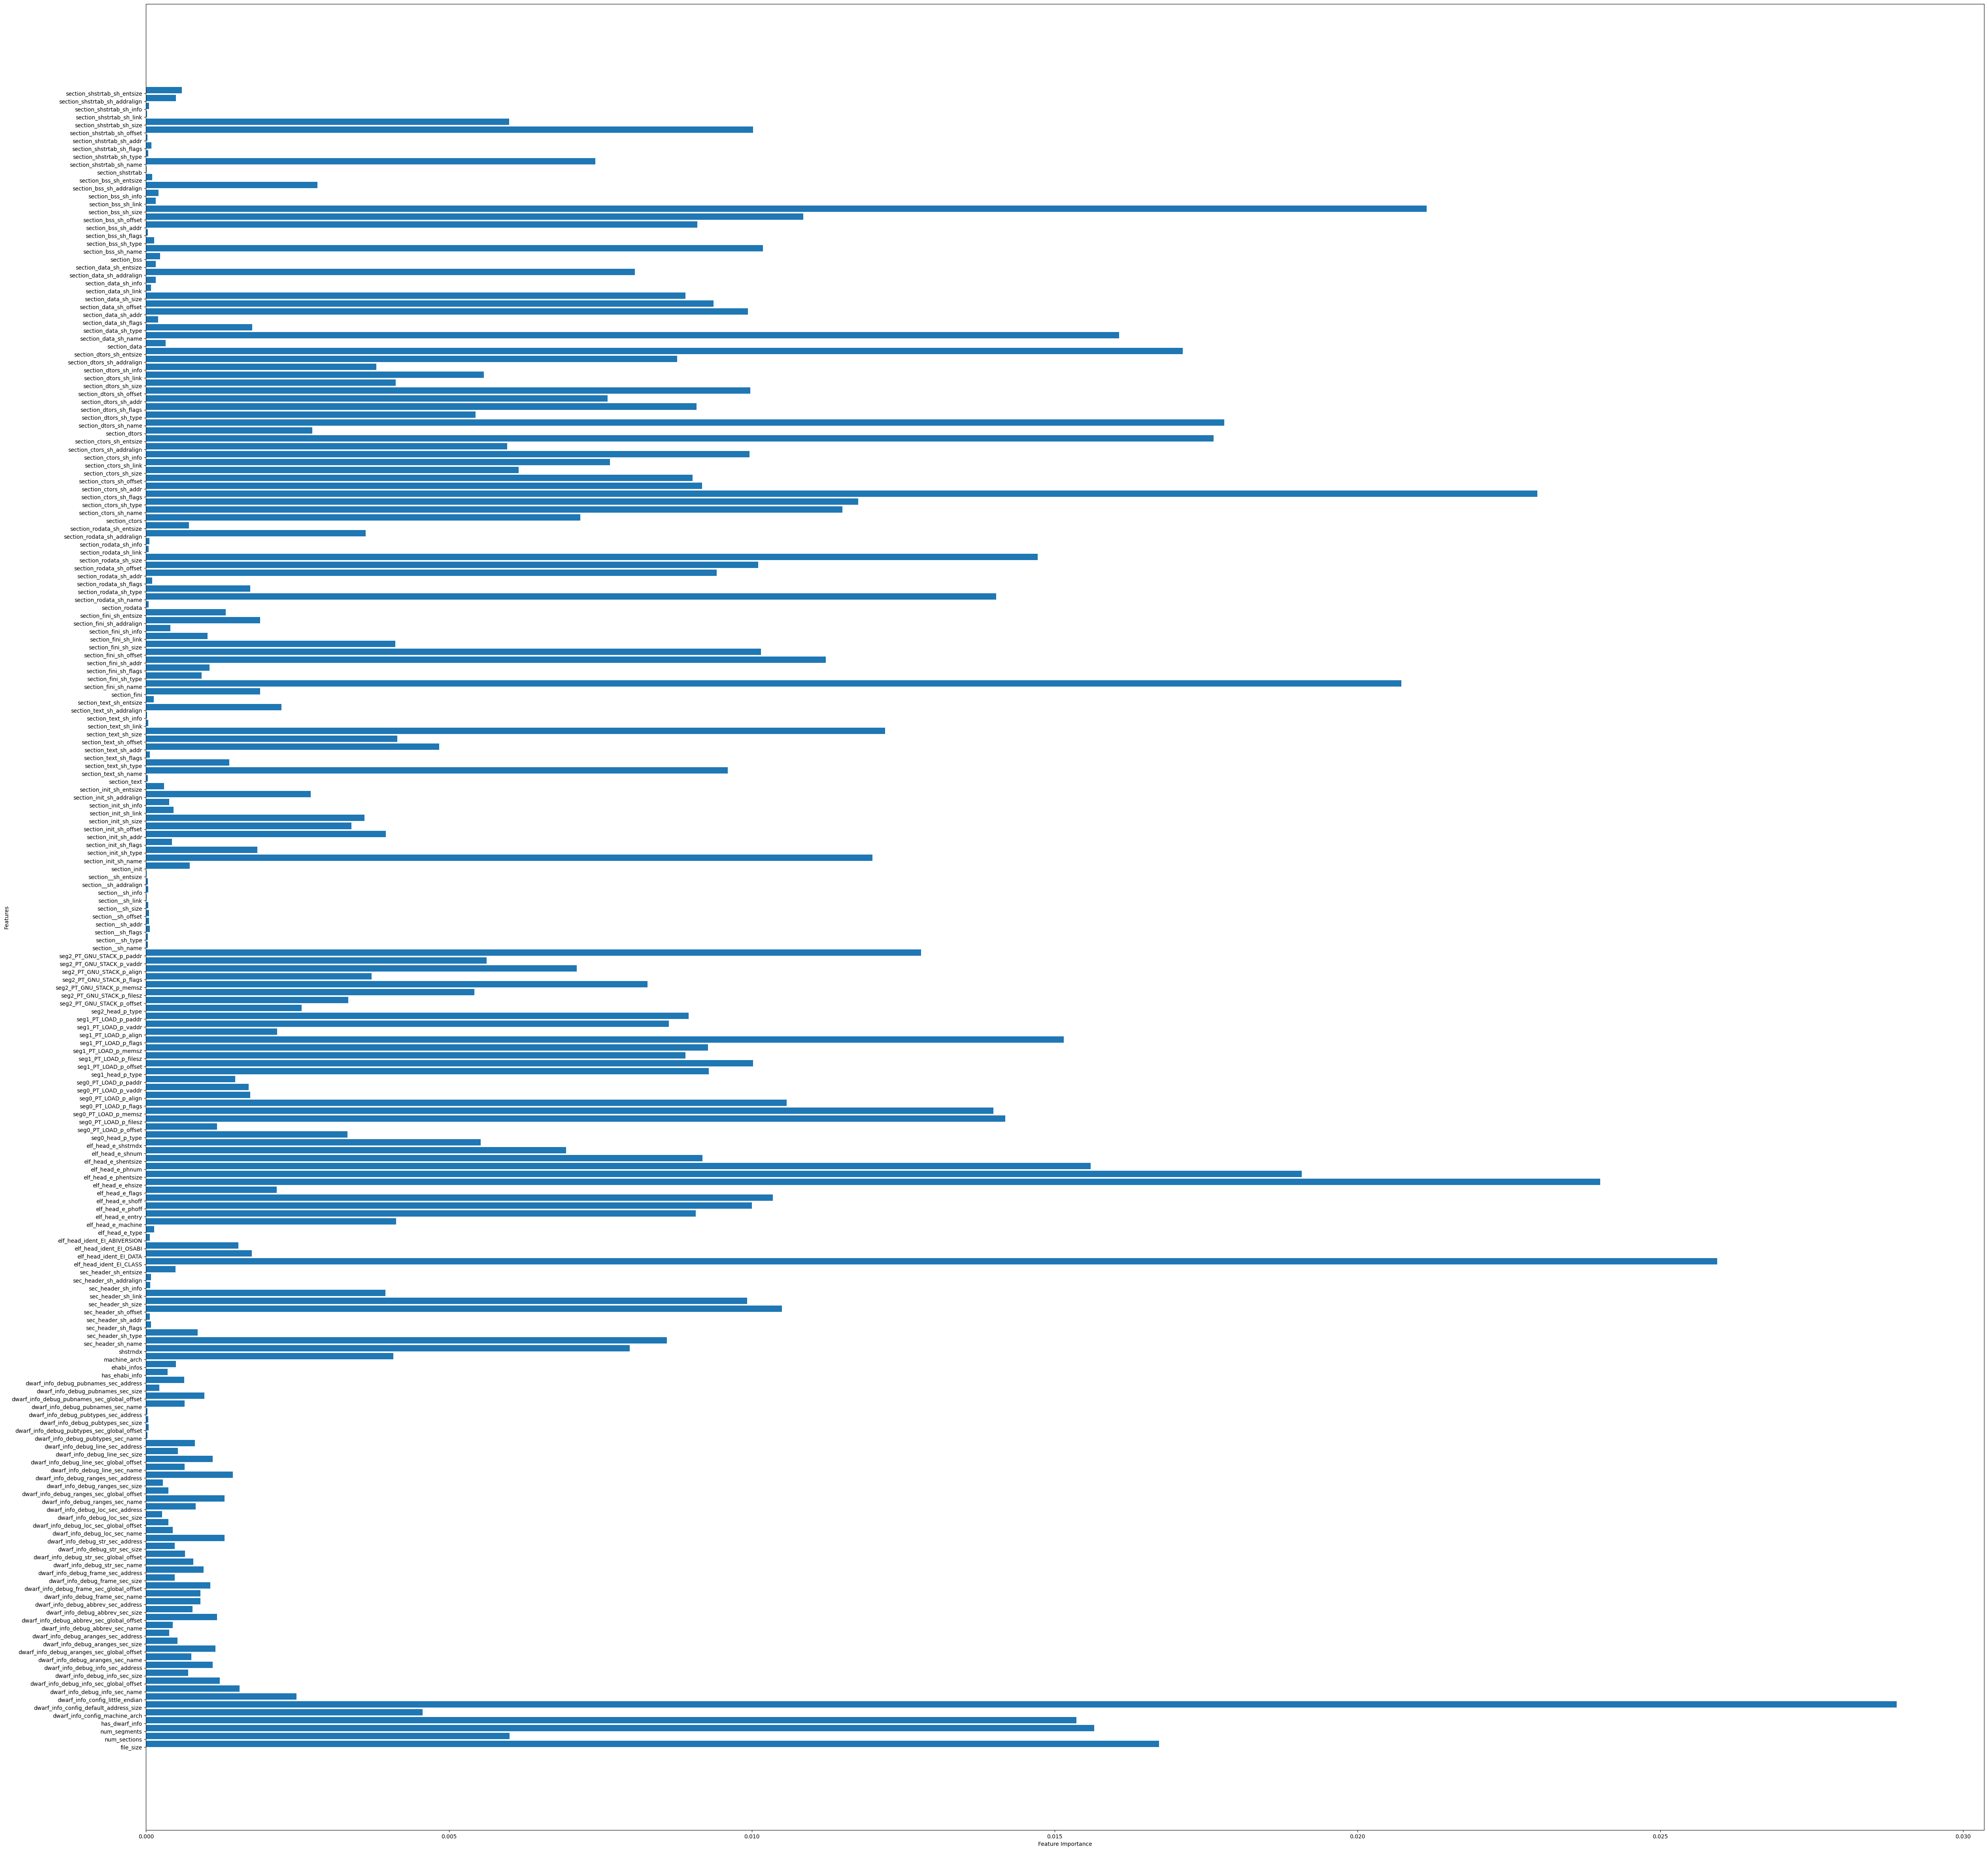 section_shstrtab_sh_entsize
section_shstrtab_sh_addralign
section_shstrtab_sh_info
section_shstrtab_sh_link
section_shstrtab_sh_size
section_shstrtab_sh_offset
section_shstrtab_sh_addr
section_shstrtab_sh_flags
section_shstrtab_sh_type
section_shstrtab_sh_name
section_shstrtab
section_bss_sh_entsize
section_bss_sh_addralign
section_bss_sh_info
section_bss_sh_link
section_bss_sh_size
section_bss_sh_offset
section_bss_sh_addr
section_bss_sh_flags
section_bss_sh_type
section_bss_sh_name
section_bss
section_data_sh_entsize
section_data_sh_addralign
section_data_sh_info
section_data_sh_link
section_data_sh_size
section_data_sh_offset
section_data_sh_addr
section_data_sh_flags
section_data_sh_type
section_data_sh_name
section_data
section_dtors_sh_entsize
section_dtors_sh_addralign
section_dtors_sh_info
section_dtors_sh_link
section_dtors_sh_size
section_dtors_sh_offset
section_dtors_sh_addr
section_dtors_sh_flags
section_dtors_sh_type
section_dtors_sh_name
section_dtors
section_ctors_sh_entsize
section_ctors_sh_addralign
section_ctors_sh_info
section_ctors_sh_link
section_ctors_sh_size
section_ctors_sh_offset
section_ctors_sh_addr
section_ctors_sh_flags
section_ctors_sh_type
section_ctors_sh_name
section_ctors
section_rodata_sh_entsize
section_rodata_sh_addralign
section_rodata_sh_info
section_rodata_sh_link
section_rodata_sh_size
section_rodata_sh_offset
section_rodata_sh_addr
section_rodata_sh_flags
section_rodata_sh_type
section_rodata_sh_name
section_rodata
section_fini_sh_entsize
section_fini_sh_addralign
section_fini_sh_info
section_fini_sh_link
section_fini_sh_size
section_fini_sh_offset
section_fini_sh_addr
section_fini_sh_flags
section_fini_sh_type
section_fini_sh_name
section_fini
section_text_sh_entsize
section_text_sh_addralign
section_text_sh_info
section_text_sh_link
section_text_sh_size
section_text_sh_offset
section_text_sh_addr
section_text_sh_flags
section_text_sh_type
section_text_sh_name
section_text
section_init_sh_entsize
section_init_sh_addralign
section_init_sh_info
section_init_sh_link
section_init_sh_size
section_init_sh_offset
section_init_sh_addr
section_init_sh_flags
section_init_sh_type
section_init_sh_name
section_init
section__sh_entsize
section__sh_addralign
section__sh_info
section__sh_link
section__sh_size
section__sh_offset
section__sh_addr
section__sh_flags
section__sh_type
section__sh_name
seg2_PT_GNU_STACK_p_paddr
seg2_PT_GNU_STACK_p_vaddr
seg2_PT_GNU_STACK_p_align
seg2_PT_GNU_STACK_p_flags
seg2_PT_GNU_STACK_p_memsz
seg2_PT_GNU_STACK_p_filesz
seg2_PT_GNU_STACK_p_offset
seg2_head_p_type
seg1_PT_LOAD_p_paddr
seg1_PT_LOAD_p_vaddr
seg1_PT_LOAD_p_align
seg1_PT_LOAD_p_flags
seg1_PT_LOAD_p_memsz
seg1_PT_LOAD_p_filesz
seg1_PT_LOAD_p_offset
seg1_head_p_type
seg0_PT_LOAD_p_paddr
seg0_PT_LOAD_p_vaddr
seg0_PT_LOAD_p_align
seg0_PT_LOAD_p_flags
seg0_PT_LOAD_p_memsz
seg0_PT_LOAD_p_filesz
seg0_PT_LOAD_p_offset
seg0_head_p_type
elf_head_e_shstrndx
elf_head_e_shnum
elf_head_e_shentsize
elf_head_e_phnum
elf_head_e_phentsize
elf_head_e_ehsize
elf_head_e_flags
elf_head_e_shoff
elf_head_e_phoff
elf_head_e_entry
elf_head_e_machine
elf_head_e_type
elf_head_ident_EI_ABIVERSION
elf_head_ident_EI_OSABI
elf_head_ident_EI_DATA
elf_head_ident_EI_CLASS
sec_header_sh_entsize
sec_header_sh_addralign
sec_header_sh_info
sec_header_sh_link
sec_header_sh_size
sec_header_sh_offset
sec_header_sh_addr
sec_header_sh_flags
sec_header_sh_type
sec_header_sh_name
shstrndx
machine_arch
ehabi_infos
has_ehabi_info
dwarf_info_debug_pubnames_sec_address
dwarf_info_debug_pubnames_sec_size
dwarf_info_debug_pubnames_sec_global_offset
dwarf_info_debug_pubnames_sec_name
dwarf_info_debug_pubtypes_sec_address
dwarf_info_debug_pubtypes_sec_size
dwarf_info_debug_pubtypes_sec_global_offset
dwarf_info_debug_pubtypes_sec_name
dwarf_info_debug_line_sec_address
dwarf_info_debug_line_sec_size
dwarf_info_debug_line_sec_global_offset
dwarf_info_debug_line_sec_name
dwarf_info_debug_ranges_sec_address
dwarf_info_debug_ranges_sec_size
dwarf_info_debug_ranges_sec_global_offset
dwarf_info_debug_ranges_sec_name
dwarf_info_debug_loc_sec_address
dwarf_info_debug_loc_sec_size
dwarf_info_debug_loc_sec_global_offset
dwarf_info_debug_loc_sec_name
dwarf_info_debug_str_sec_address
dwarf_info_debug_str_sec_size
dwarf_info_debug_str_sec_global_offset
dwarf_info_debug_str_sec_name
dwarf_info_debug_frame_sec_address
dwarf_info_debug_frame_sec_size
dwarf_info_debug_frame_sec_global_offset
dwarf_info_debug_frame_sec_name
dwarf_info_debug_abbrev_sec_address
dwarf_info_debug_abbrev_sec_size
dwarf_info_debug_abbrev_sec_global_offset
dwarf_info_debug_abbrev_sec_name
dwarf_info_debug_aranges_sec_address
dwarf_info_debug_aranges_sec_size
dwarf_info_debug_aranges_sec_global_offset
dwarf_info_debug_aranges_sec_name
dwarf_info_debug_info_sec_address
dwarf_info_debug_info_sec_size
dwarf_info_debug_info_sec_global_offset
dwarf_info_debug_info_sec_name
dwarf_info_config_little_endian
dwarf_info_config_default_address_size
dwarf_info_config_machine_arch
has_dwarf_info
num_segments
num_sections
file_size
Features
0.000 0.005 0.010 0.015 0.020 0.025 0.030
Feature Importance